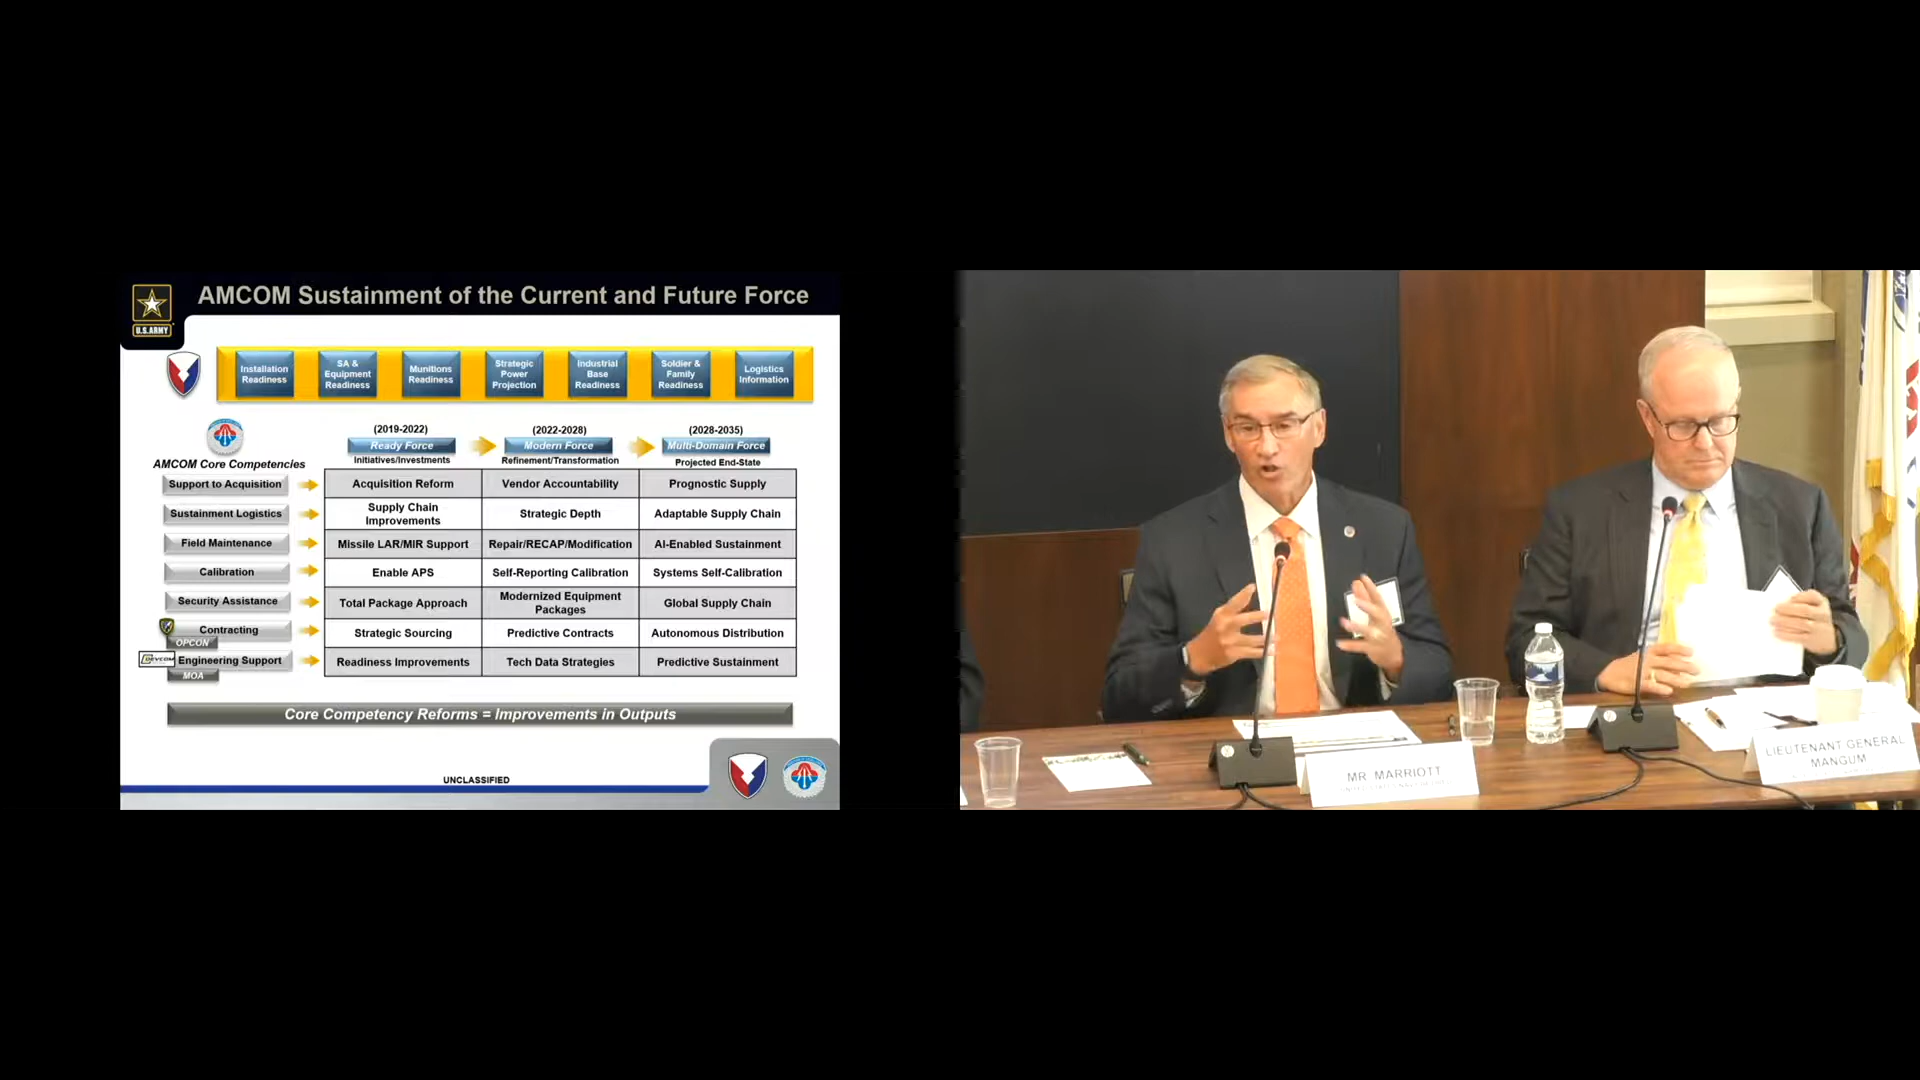 AMCOM Sustainment of the Current and Future Force
U.S.ARMY
Installation
Readiness
SA &
Equipment
Readiness
Munitions
Readiness
Strategic
Power
Projection
Industrial
Base
Readiness
Soldier &
Family
Readiness
Logistics
Information
(2019-2022)
(2022-2028)
(2028-2035)
Ready Force
Modern Force
Multi-Domain Force
Initiatives/Investments
Refinement/Transformation
Projected End-State
AMCOM Core Competencies
Support to Acquisition
Acquisition Reform
Vendor Accountability
Prognostic Supply
Sustainment Logistics
Supply Chain
Improvements
Strategic Depth
Adaptable Supply Chain
Field Maintenance
Missile LAR/MIR Support
Repair/RECAP/Modification
AI-Enabled Sustainment
Calibration
Enable APS
Self-Reporting Calibration
Systems Self-Calibration
Security Assistance
Total Package Approach
Modernized Equipment
Packages
Global Supply Chain
Contracting
OPCON
Strategic Sourcing
Predictive Contracts
Autonomous Distribution
DEVCOM
Engineering Support
MOA
Readiness Improvements
Tech Data Strategies
Predictive Sustainment
Core Competency Reforms = Improvements in Outputs
UNCLASSIFIED
MR. MARRIOTT
LIEUTENANT GENERAL
MANGUM